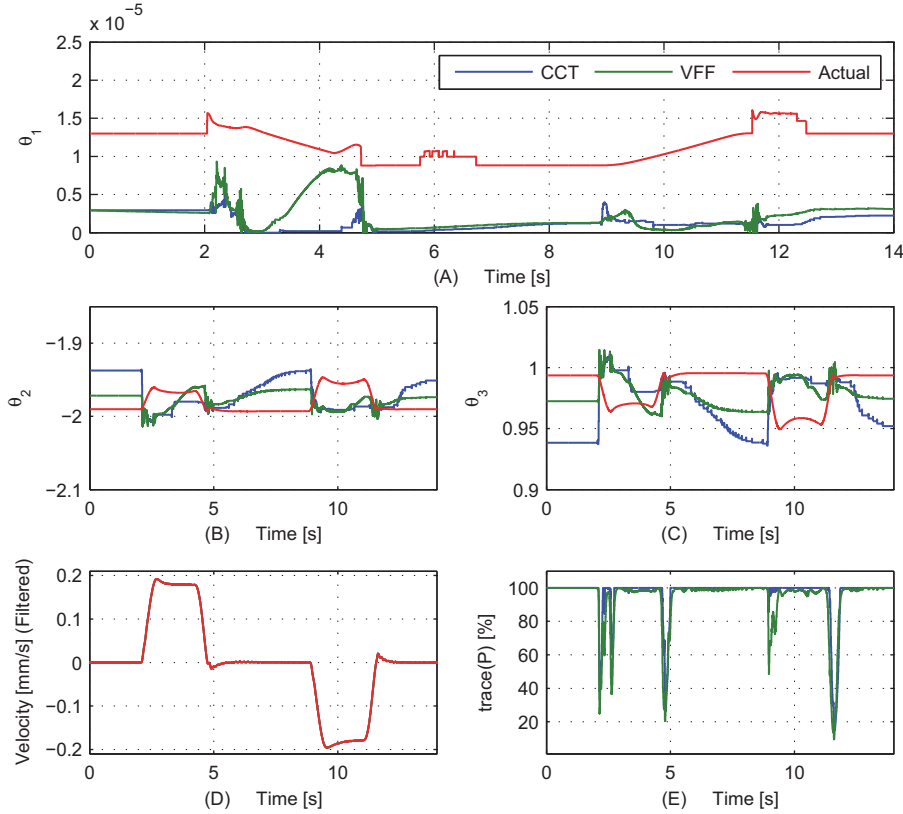 x 10⁻⁵
2.5
2
1.5
1
0.5
0
θ₁
CCT VFF Actual
0 2 4 6 8 10 12 14
(A) Time [s]
−1.9
−2
−2.1
θ₂
0 5 10
(B) Time [s]
1.05
1
0.95
0.9
θ₃
0 5 10
(C) Time [s]
0.2
0.1
0
−0.1
−0.2
Velocity [mm/s] (Filtered)
0 5 10
(D) Time [s]
100
80
60
40
20
trace(P) [%]
0 5 10
(E) Time [s]